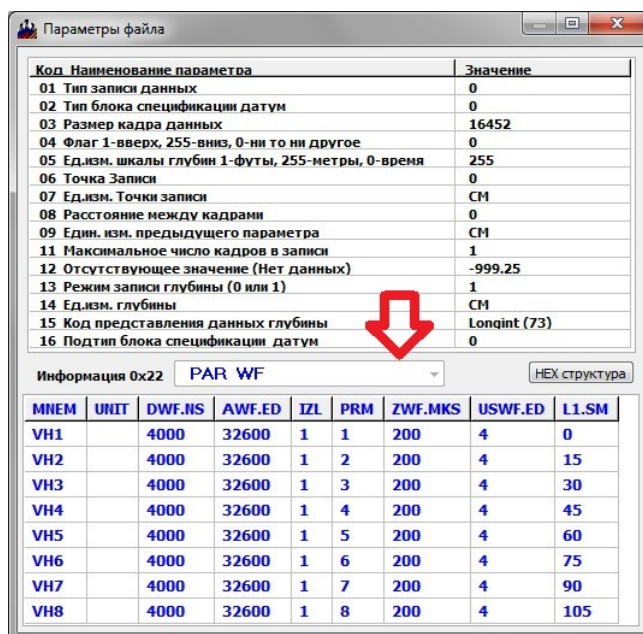 Параметры файла
Код Наименование параметра Значение
01 Тип записи данных 0
02 Тип блока спецификации датум 0
03 Размер кадра данных 16452
04 Флаг 1-вверх, 255-вниз, 0-ни то ни другое 0
05 Ед.изм. шкалы глубин 1-футы, 255-метры, 0-время 255
06 Точка Записи 0
07 Ед.изм. Точки записи СМ
08 Расстояние между кадрами 0
09 Един. изм. предыдущего параметра СМ
11 Максимальное число кадров в записи 1
12 Отсутствующее значение (Нет данных) -999.25
13 Режим записи глубины (0 или 1) 1
14 Ед.изм. глубины СМ
15 Код представления данных глубины Longint (73)
16 Подтип блока спецификации датум 0
Информация 0x22 PAR WF HEX структура
MNEM UNIT DWF.NS AWF.ED IZL PRM ZWF.MKS USWF.ED L1.SM
VH1 4000 32600 1 1 200 4 0
VH2 4000 32600 1 2 200 4 15
VH3 4000 32600 1 3 200 4 30
VH4 4000 32600 1 4 200 4 45
VH5 4000 32600 1 5 200 4 60
VH6 4000 32600 1 6 200 4 75
VH7 4000 32600 1 7 200 4 90
VH8 4000 32600 1 8 200 4 105